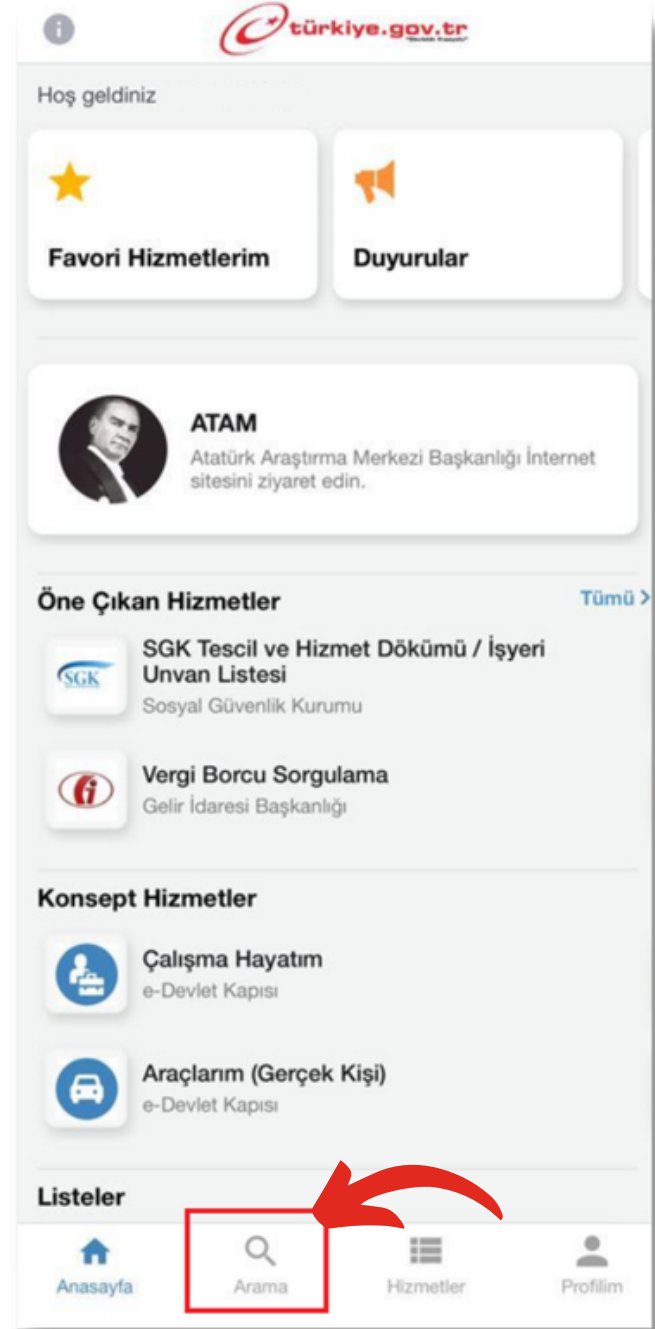 türkiye.gov.tr
Hoş geldiniz
Favori Hizmetlerim
Duyurular
ATAM
Atatürk Araştırma Merkezi Başkanlığı İnternet
sitesini ziyaret edin.
Öne Çıkan Hizmetler
Tümü >
SGK
SGK Tescil ve Hizmet Dökümü / İşyeri
Unvan Listesi
Sosyal Güvenlik Kurumu
Vergi Borcu Sorgulama
Gelir İdaresi Başkanlığı
Konsept Hizmetler
Çalışma Hayatım
e-Devlet Kapısı
Araçlarım (Gerçek Kişi)
e-Devlet Kapısı
Listeler
Anasayfa
Arama
Hizmetler
Profilim